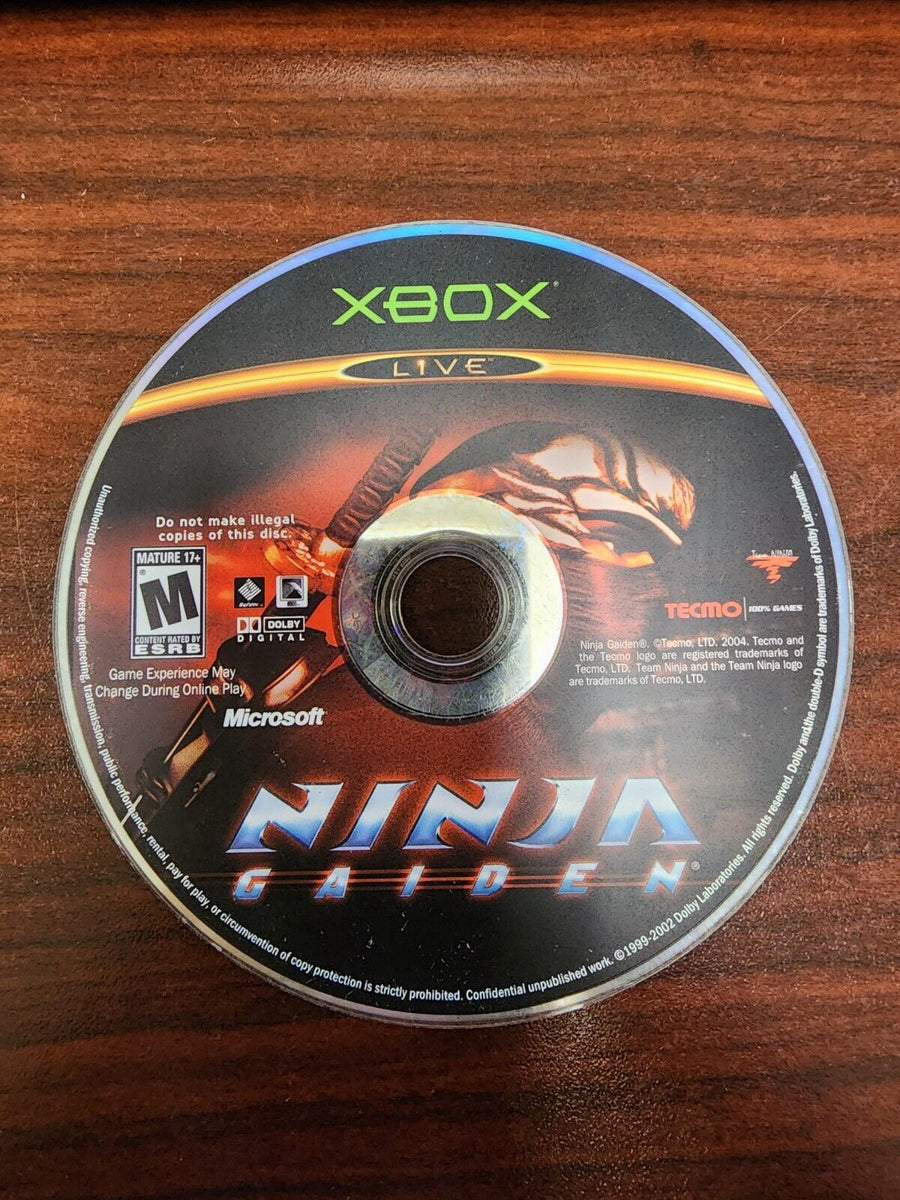 XBOX®
LIVE™
Do not make illegal
copies of this disc.
MATURE 17+
M®
CONTENT RATED BY
ESRB
DOLBY
DIGITAL
Game Experience May
Change During Online Play
Microsoft
Team NINJA
TECMO 100% GAMES
Ninja Gaiden®. ©Tecmo, LTD. 2004. Tecmo and
the Tecmo logo are registered trademarks of
Tecmo, LTD. Team Ninja and the Team Ninja logo
are trademarks of Tecmo, LTD.
NINJA
GAIDEN®
Unauthorized copying, reverse engineering, transmission, public performance, rental, pay for play, or circumvention of copy protection is strictly prohibited. Confidential unpublished work. ©1999-2002 Dolby Laboratories. All rights reserved. Dolby and the double-D symbol are trademarks of Dolby Laboratories.